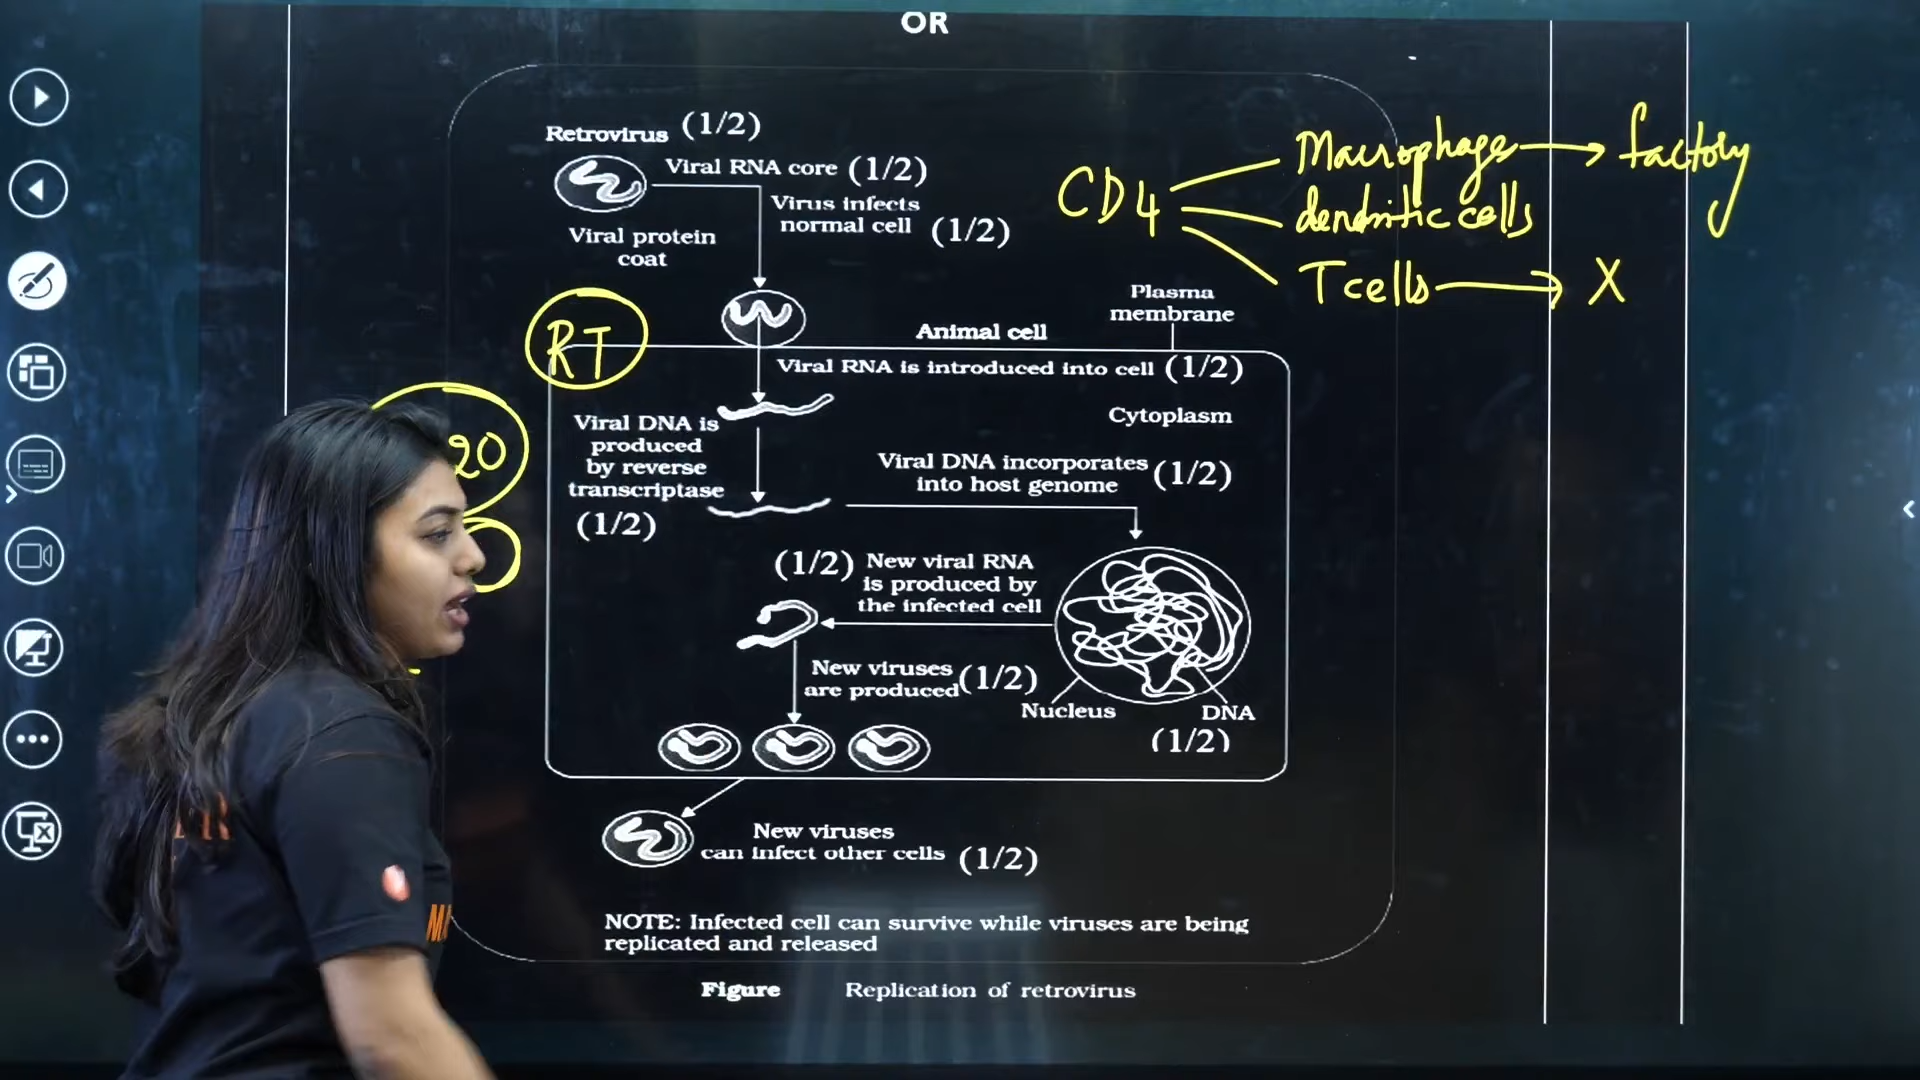 OR
Retrovirus (1/2)
Viral RNA core (1/2)
Virus infects
normal cell (1/2)
Viral protein
coat
CD4
Macrophage → factory
dendritic cells
T cells → X
RT
Plasma
membrane
Animal cell
Viral RNA is introduced into cell (1/2)
Cytoplasm
Viral DNA is
produced
by reverse
transcriptase
(1/2)
Viral DNA incorporates
into host genome (1/2)
20
(1/2) New viral RNA
is produced by
the infected cell
New viruses
are produced (1/2)
Nucleus
DNA
(1/2)
New viruses
can infect other cells (1/2)
NOTE: Infected cell can survive while viruses are being
replicated and released
Figure Replication of retrovirus